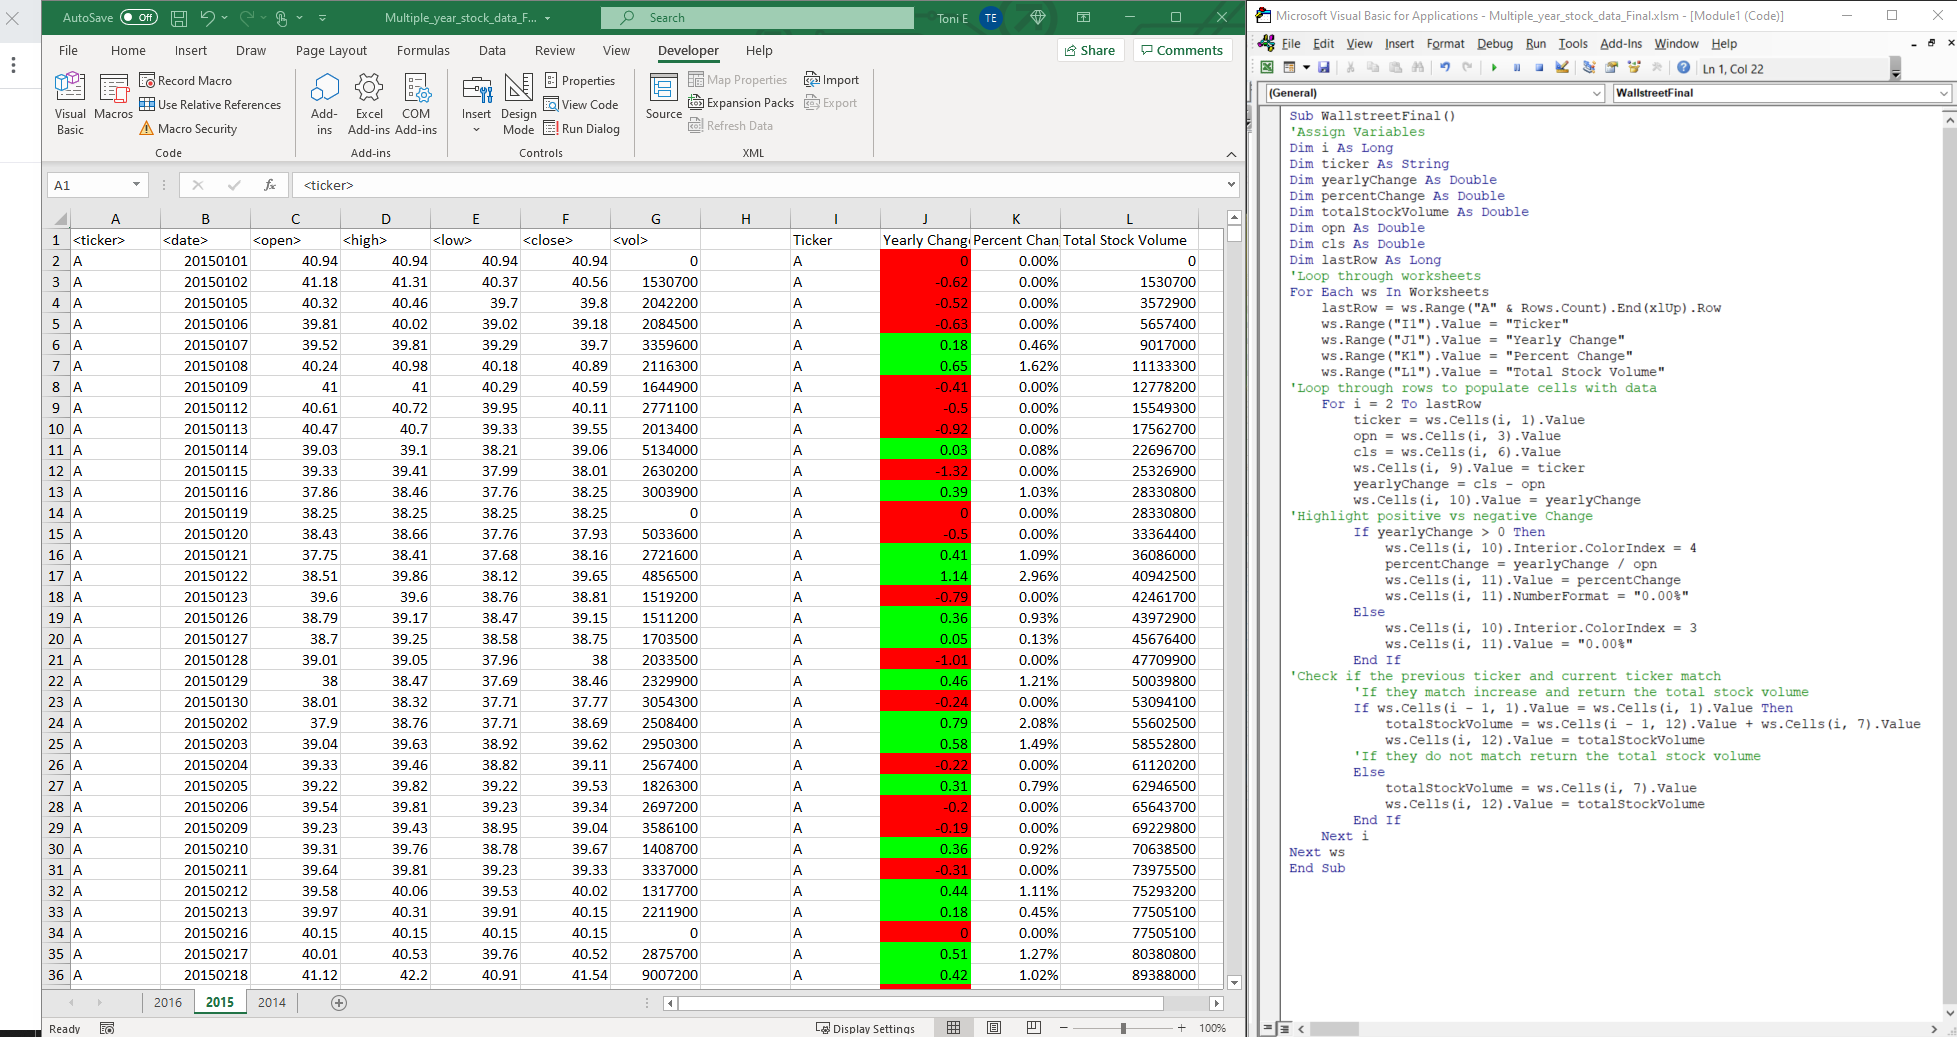 AutoSave Off Multiple_year_stock_data_F... Search Toni E TE
File Home Insert Draw Page Layout Formulas Data Review View Developer Help Share Comments
Visual Basic
Macros
Record Macro
Use Relative References
Macro Security
Code
Add-ins
Excel Add-ins
COM Add-ins
Add-ins
Insert
Design Mode
Properties
View Code
Run Dialog
Controls
Source
Map Properties
Expansion Packs
Refresh Data
Import
Export
XML
A1 fx <ticker>
A B C D E F G H I J K L
1 <ticker> <date> <open> <high> <low> <close> <vol> Ticker Yearly Change Percent Chan Total Stock Volume
2 A 20150101 40.94 40.94 40.94 40.94 0 A 0 0.00% 0
3 A 20150102 41.18 41.31 40.37 40.56 1530700 A -0.62 0.00% 1530700
4 A 20150105 40.32 40.46 39.7 39.8 2042200 A -0.52 0.00% 3572900
5 A 20150106 39.81 40.02 39.02 39.18 2084500 A -0.63 0.00% 5657400
6 A 20150107 39.52 39.81 39.29 39.7 3359600 A 0.18 0.46% 9017000
7 A 20150108 40.24 40.98 40.18 40.89 2116300 A 0.65 1.62% 11133300
8 A 20150109 41 41 40.29 40.59 1644900 A -0.41 0.00% 12778200
9 A 20150112 40.61 40.72 39.95 40.11 2771100 A -0.5 0.00% 15549300
10 A 20150113 40.47 40.7 39.33 39.55 2013400 A -0.92 0.00% 17562700
11 A 20150114 39.03 39.1 38.21 39.06 5134000 A 0.03 0.08% 22696700
12 A 20150115 39.33 39.41 37.99 38.01 2630200 A -1.32 0.00% 25326900
13 A 20150116 37.86 38.46 37.76 38.25 3003900 A 0.39 1.03% 28330800
14 A 20150119 38.25 38.25 38.25 38.25 0 A 0 0.00% 28330800
15 A 20150120 38.43 38.66 37.76 37.93 5033600 A -0.5 0.00% 33364400
16 A 20150121 37.75 38.41 37.68 38.16 2721600 A 0.41 1.09% 36086000
17 A 20150122 38.51 39.86 38.12 39.65 4856500 A 1.14 2.96% 40942500
18 A 20150123 39.6 39.6 38.76 38.81 1519200 A -0.79 0.00% 42461700
19 A 20150126 38.79 39.17 38.47 39.15 1511200 A 0.36 0.93% 43972900
20 A 20150127 38.7 39.25 38.58 38.75 1703500 A 0.05 0.13% 45676400
21 A 20150128 39.01 39.05 37.96 38 2033500 A -1.01 0.00% 47709900
22 A 20150129 38 38.47 37.69 38.46 2329900 A 0.46 1.21% 50039800
23 A 20150130 38.01 38.32 37.71 37.77 3054300 A -0.24 0.00% 53094100
24 A 20150202 37.9 38.76 37.71 38.69 2508400 A 0.79 2.08% 55602500
25 A 20150203 39.04 39.63 38.92 39.62 2950300 A 0.58 1.49% 58552800
26 A 20150204 39.33 39.46 38.82 39.11 2567400 A -0.22 0.00% 61120200
27 A 20150205 39.22 39.82 39.22 39.53 1826300 A 0.31 0.79% 62946500
28 A 20150206 39.54 39.81 39.23 39.34 2697200 A -0.2 0.00% 65643700
29 A 20150209 39.23 39.43 38.95 39.04 3586100 A -0.19 0.00% 69229800
30 A 20150210 39.31 39.76 38.78 39.67 1408700 A 0.36 0.92% 70638500
31 A 20150211 39.64 39.81 39.23 39.33 3337000 A -0.31 0.00% 73975500
32 A 20150212 39.58 40.06 39.53 40.02 1317700 A 0.44 1.11% 75293200
33 A 20150213 39.97 40.31 39.91 40.15 2211900 A 0.18 0.45% 77505100
34 A 20150216 40.15 40.15 40.15 40.15 0 A 0 0.00% 77505100
35 A 20150217 40.01 40.53 39.76 40.52 2875700 A 0.51 1.27% 80380800
36 A 20150218 41.12 42.2 40.91 41.54 9007200 A 0.42 1.02% 89388000
2016 2015 2014
Ready Display Settings 100%
Microsoft Visual Basic for Applications - Multiple_year_stock_data_Final.xlsm - [Module1 (Code)]
File Edit View Insert Format Debug Run Tools Add-Ins Window Help
Ln 1, Col 22
(General) WallstreetFinal
Sub WallstreetFinal()
'Assign Variables
Dim i As Long
Dim ticker As String
Dim yearlyChange As Double
Dim percentChange As Double
Dim totalStockVolume As Double
Dim opn As Double
Dim cls As Double
Dim lastRow As Long
'Loop through worksheets
For Each ws In Worksheets
lastRow = ws.Range("A" & Rows.Count).End(xlUp).Row
ws.Range("I1").Value = "Ticker"
ws.Range("J1").Value = "Yearly Change"
ws.Range("K1").Value = "Percent Change"
ws.Range("L1").Value = "Total Stock Volume"
'Loop through rows to populate cells with data
For i = 2 To lastRow
ticker = ws.Cells(i, 1).Value
opn = ws.Cells(i, 3).Value
cls = ws.Cells(i, 6).Value
ws.Cells(i, 9).Value = ticker
yearlyChange = cls - opn
ws.Cells(i, 10).Value = yearlyChange
'Highlight positive vs negative Change
If yearlyChange > 0 Then
ws.Cells(i, 10).Interior.ColorIndex = 4
percentChange = yearlyChange / opn
ws.Cells(i, 11).Value = percentChange
ws.Cells(i, 11).NumberFormat = "0.00%"
Else
ws.Cells(i, 10).Interior.ColorIndex = 3
ws.Cells(i, 11).Value = "0.00%"
End If
'Check if the previous ticker and current ticker match
'If they match increase and return the total stock volume
If ws.Cells(i - 1, 1).Value = ws.Cells(i, 1).Value Then
totalStockVolume = ws.Cells(i - 1, 12).Value + ws.Cells(i, 7).Value
ws.Cells(i, 12).Value = totalStockVolume
'If they do not match return the total stock volume
Else
totalStockVolume = ws.Cells(i, 7).Value
ws.Cells(i, 12).Value = totalStockVolume
End If
Next i
Next ws
End Sub